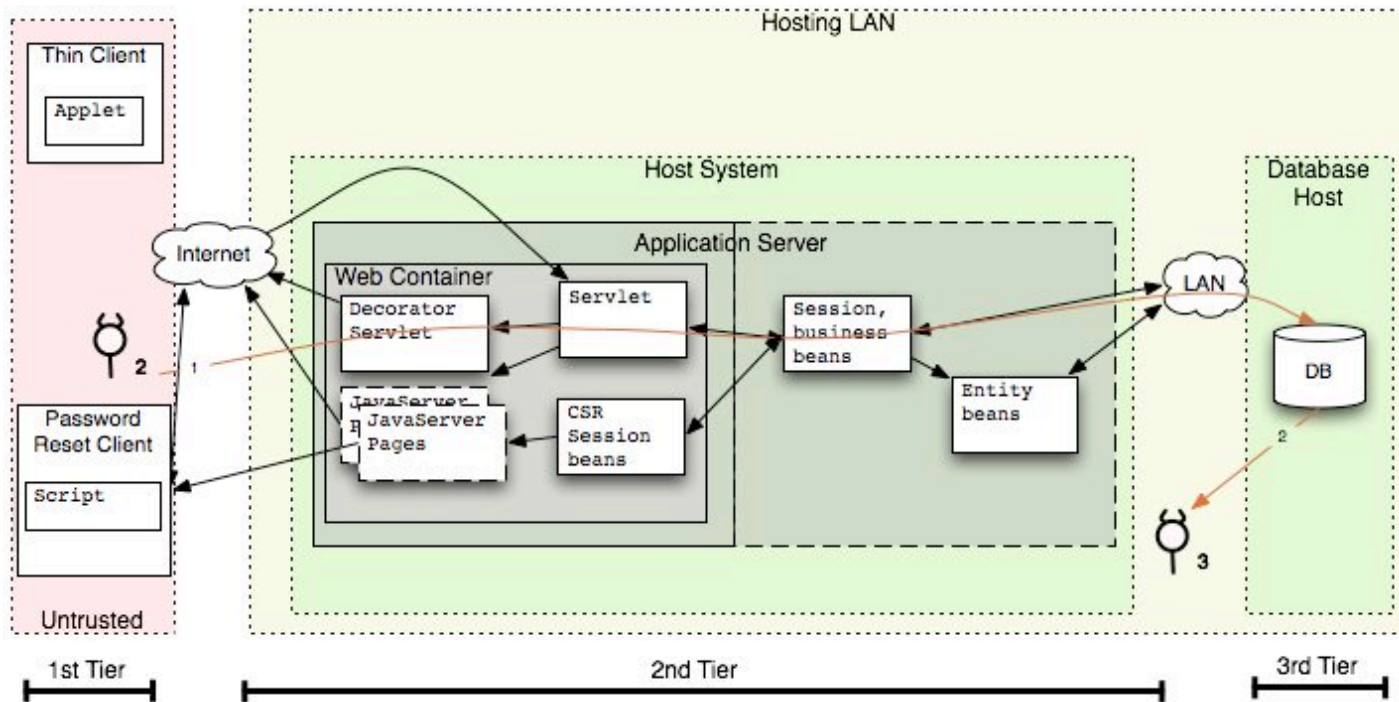 Hosting LAN
Thin Client
Applet
Host System
Database
Host
Application Server
Internet
Web Container
LAN
Decorator
Servlet
Servlet
Session,
business
beans
1
2
DB
JavaServer
JavaServer
Pages
CSR
Session
beans
Entity
beans
Password
Reset Client
2
Script
3
Untrusted
1st Tier
2nd Tier
3rd Tier